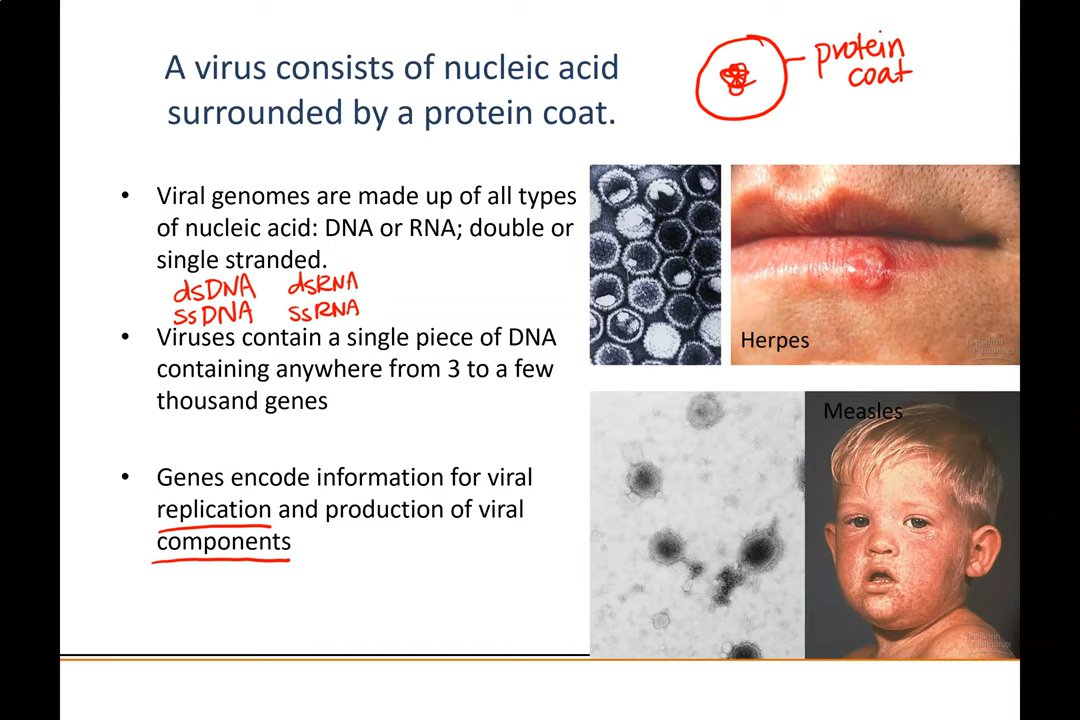 A virus consists of nucleic acid
surrounded by a protein coat.
protein
coat
• Viral genomes are made up of all types
of nucleic acid: DNA or RNA; double or
single stranded.
dsDNA dsRNA
ssDNA ssRNA
• Viruses contain a single piece of DNA
containing anywhere from 3 to a few
thousand genes
• Genes encode information for viral
replication and production of viral
components
Herpes
Measles